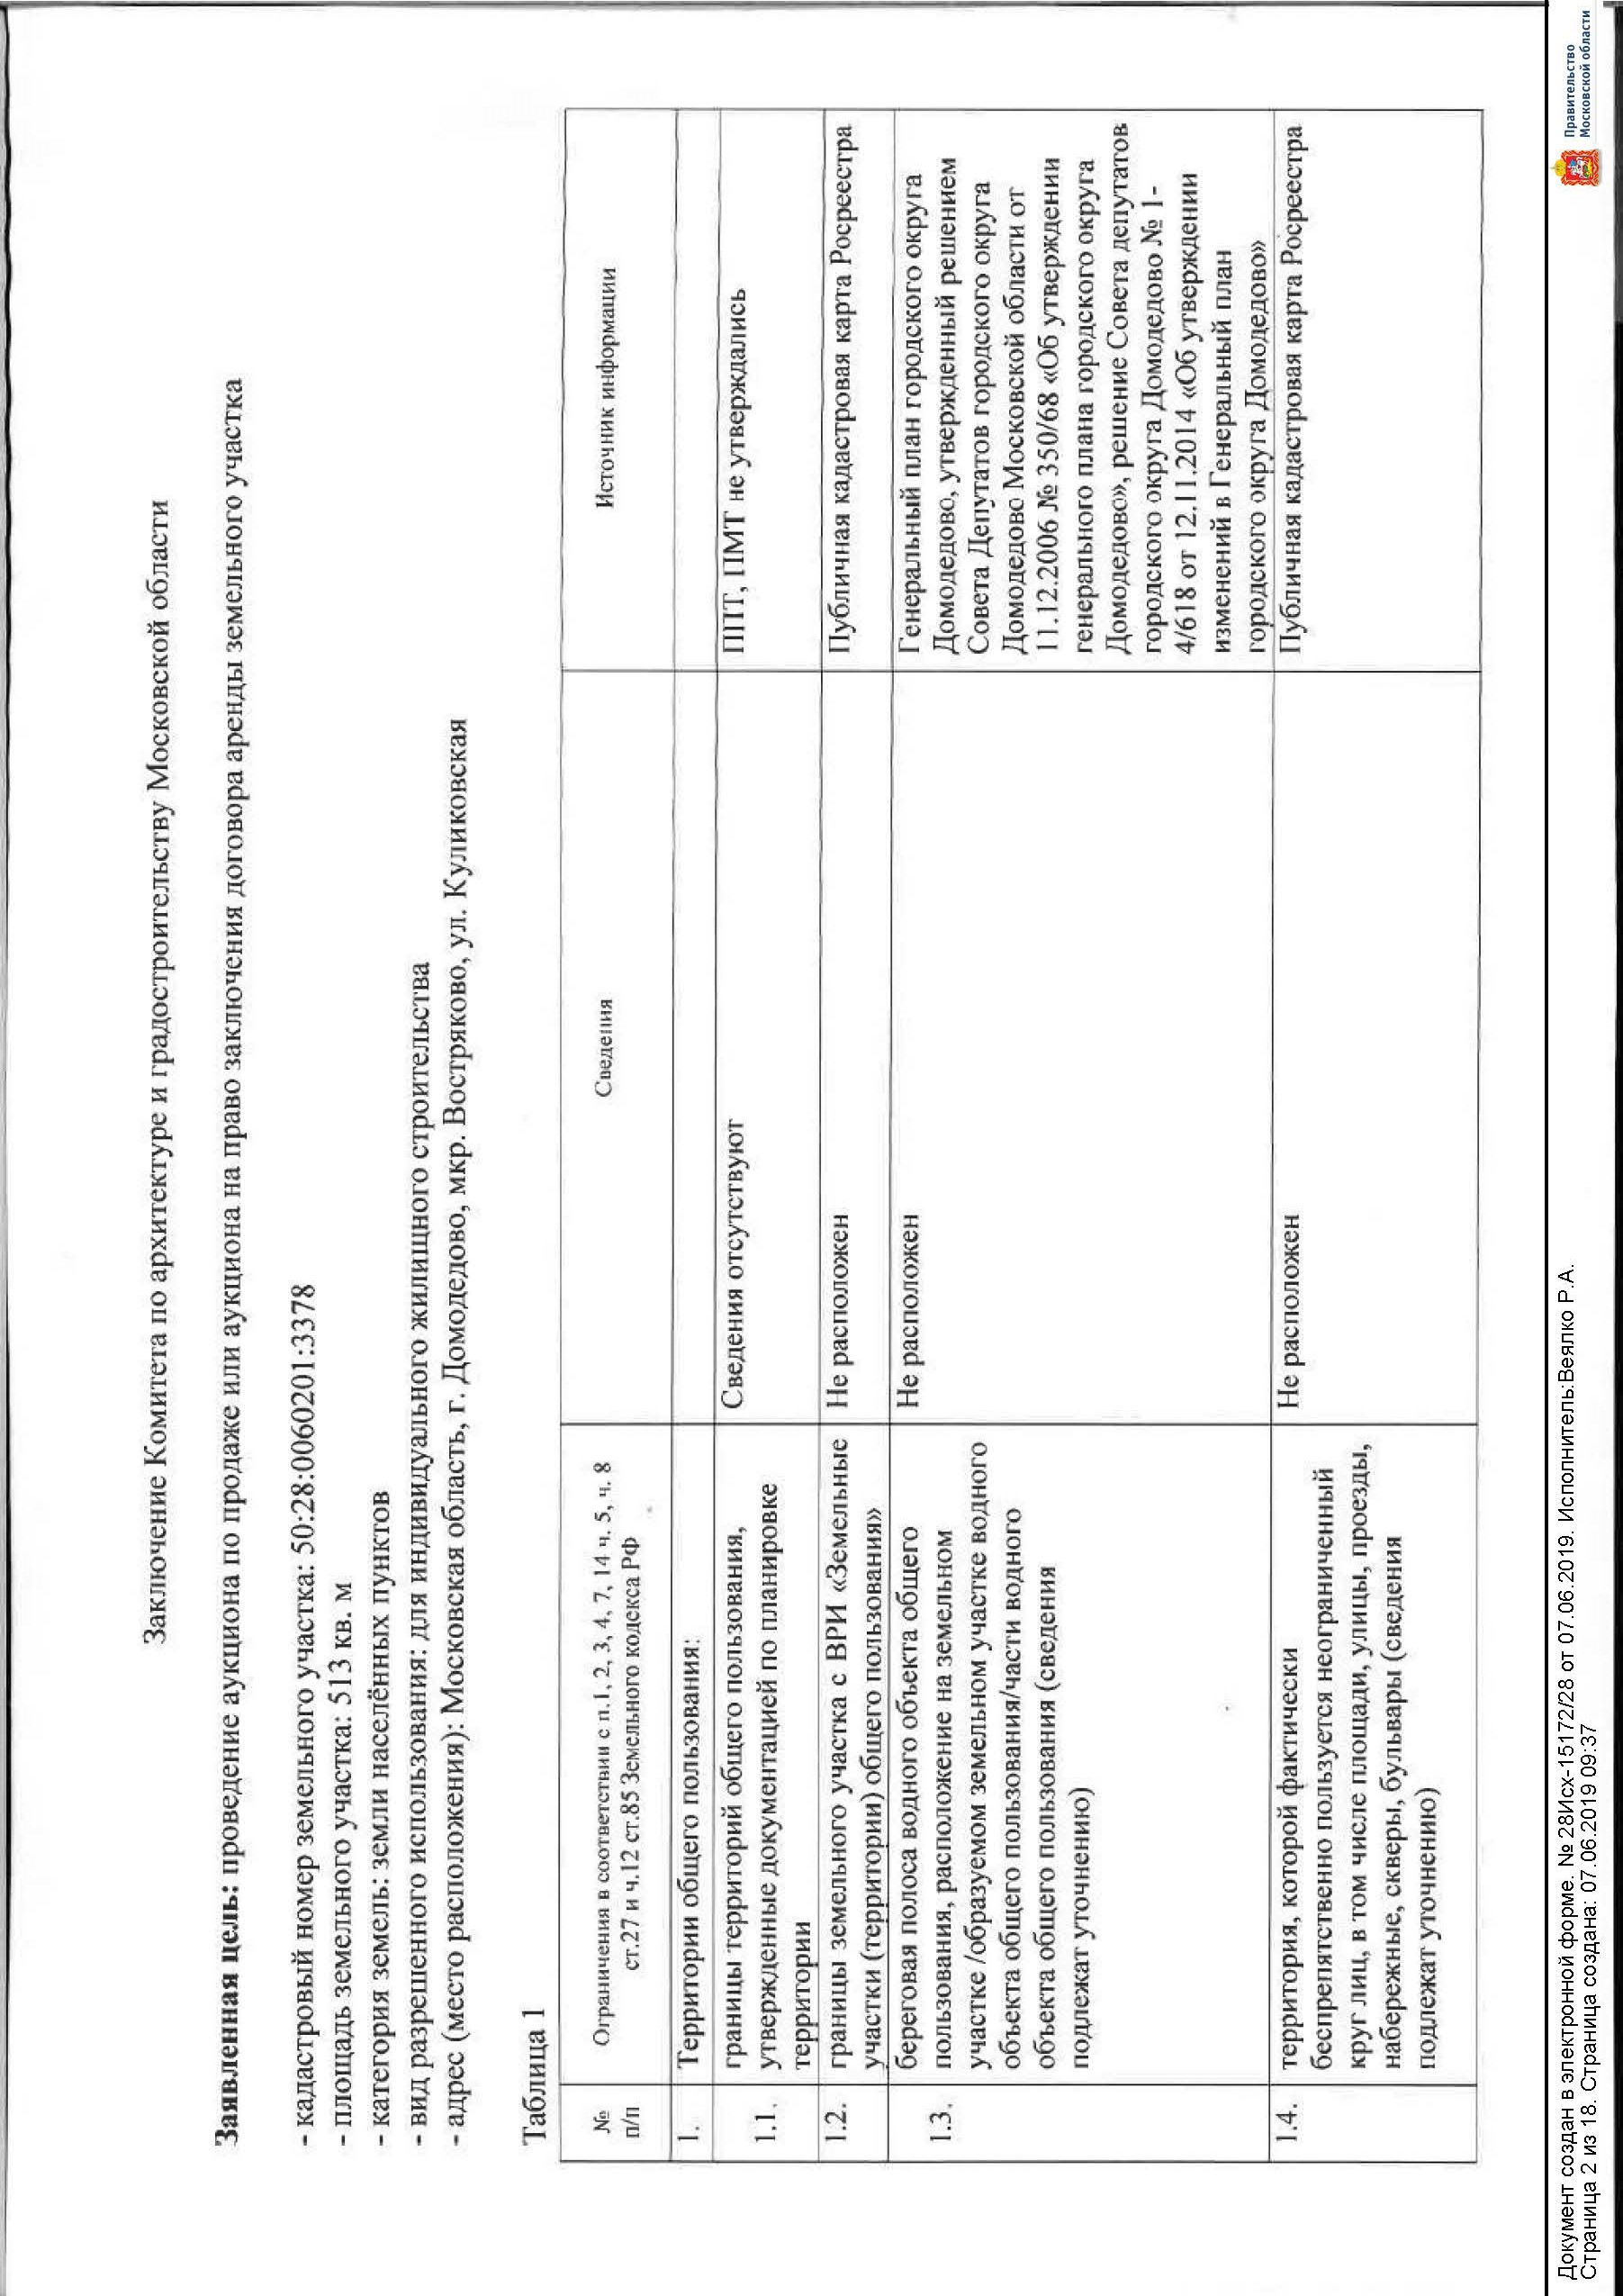 Заключение Комитета по архитектуре и градостроительству Московской области
Заявленная цель: проведение аукциона по продаже или аукциона на право заключения договора аренды земельного участка
- кадастровый номер земельного участка: 50:28:0060201:3378
- площадь земельного участка: 513 кв. м
- категория земель: земли населённых пунктов
- вид разрешенного использования: для индивидуального жилищного строительства
- адрес (место расположения): Московская область, г. Домодедово, мкр. Востряково, ул. Куликовская
Таблица 1
№
п/п
Ограничения в соответствии с п.1, 2, 3, 4, 7, 14 ч. 5, ч. 8
ст.27 и ч.12 ст.85 Земельного кодекса РФ
Сведения
Источник информации
1.
Территории общего пользования:
1.1.
границы территорий общего пользования,
утвержденные документацией по планировке
территории
Сведения отсутствуют
ППТ, ПМТ не утверждались
1.2.
границы земельного участка с ВРИ «Земельные
участки (территории) общего пользования»
Не расположен
Публичная кадастровая карта Росреестра
1.3.
береговая полоса водного объекта общего
пользования, расположение на земельном
участке /образуемом земельном участке водного
объекта общего пользования/части водного
объекта общего пользования (сведения
подлежат уточнению)
Не расположен
Генеральный план городского округа
Домодедово, утвержденный решением
Совета Депутатов городского округа
Домодедово Московской области от
11.12.2006 № 350/68 «Об утверждении
генерального плана городского округа
Домодедово», решение Совета депутатов
городского округа Домодедово № 1-
4/618 от 12.11.2014 «Об утверждении
изменений в Генеральный план
городского округа Домодедово»
1.4.
территория, которой фактически
беспрепятственно пользуется неограниченный
круг лиц, в том числе площади, улицы, проезды,
набережные, скверы, бульвары (сведения
подлежат уточнению)
Не расположен
Публичная кадастровая карта Росреестра
Документ создан в электронной форме. № 28Исх-15172/28 от 07.06.2019. Исполнитель:Веялко Р.А.
Страница 2 из 18. Страница создана: 07.06.2019 09:37
Правительство
Московской области